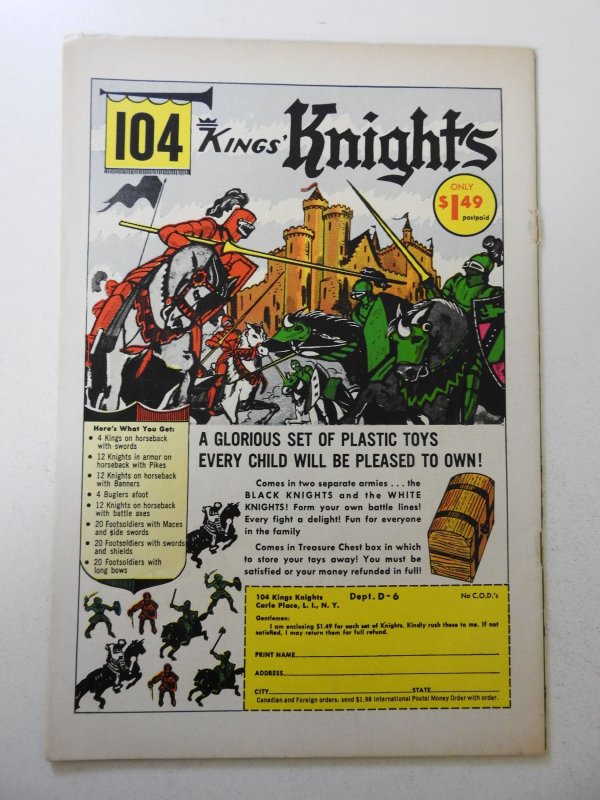 104 KINGS' Knights
ONLY
$1.49
postpaid
Here's What You Get:
• 4 Kings on horseback
with swords
• 12 Knights in armor on
horseback with Pikes
• 12 Knights on horseback
with Banners
• 4 Buglers afoot
• 12 Knights on horseback
with battle axes
• 20 Footsoldiers with Maces
and side swords
• 20 Footsoldiers with swords
and shields
• 20 Footsoldiers with
long bows
A GLORIOUS SET OF PLASTIC TOYS
EVERY CHILD WILL BE PLEASED TO OWN!
Comes in two separate armies . . . the
BLACK KNIGHTS and the WHITE
KNIGHTS! Form your own battle lines!
Every fight a delight! Fun for everyone
in the family
Comes in Treasure Chest box in which
to store your toys away! You must be
satisfied or your money refunded in full!
104 Kings Knights Dept. D-6 No C.O.D.'s
Carle Place, L. I., N. Y.
Gentlemen:
I am enclosing $1.49 for each set of Knights. Kindly rush these to me. If not
satisfied, I may return them for full refund.
PRINT NAME
ADDRESS
CITY STATE
Canadian and Foreign orders: send $1.98 International Postal Money Order with order.